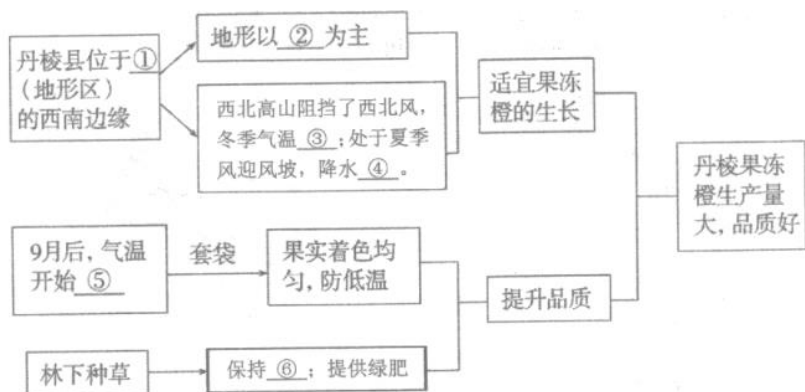 丹棱县位于①
（地形区）
的西南边缘
地形以②为主
西北高山阻挡了西北风，
冬季气温③；处于夏季
风迎风坡，降水④。
适宜果冻
橙的生长
丹棱果冻
橙生产量
大，品质好
9月后，气温
开始⑤
套袋
果实着色均
匀，防低温
提升品质
林下种草
保持⑥；提供绿肥